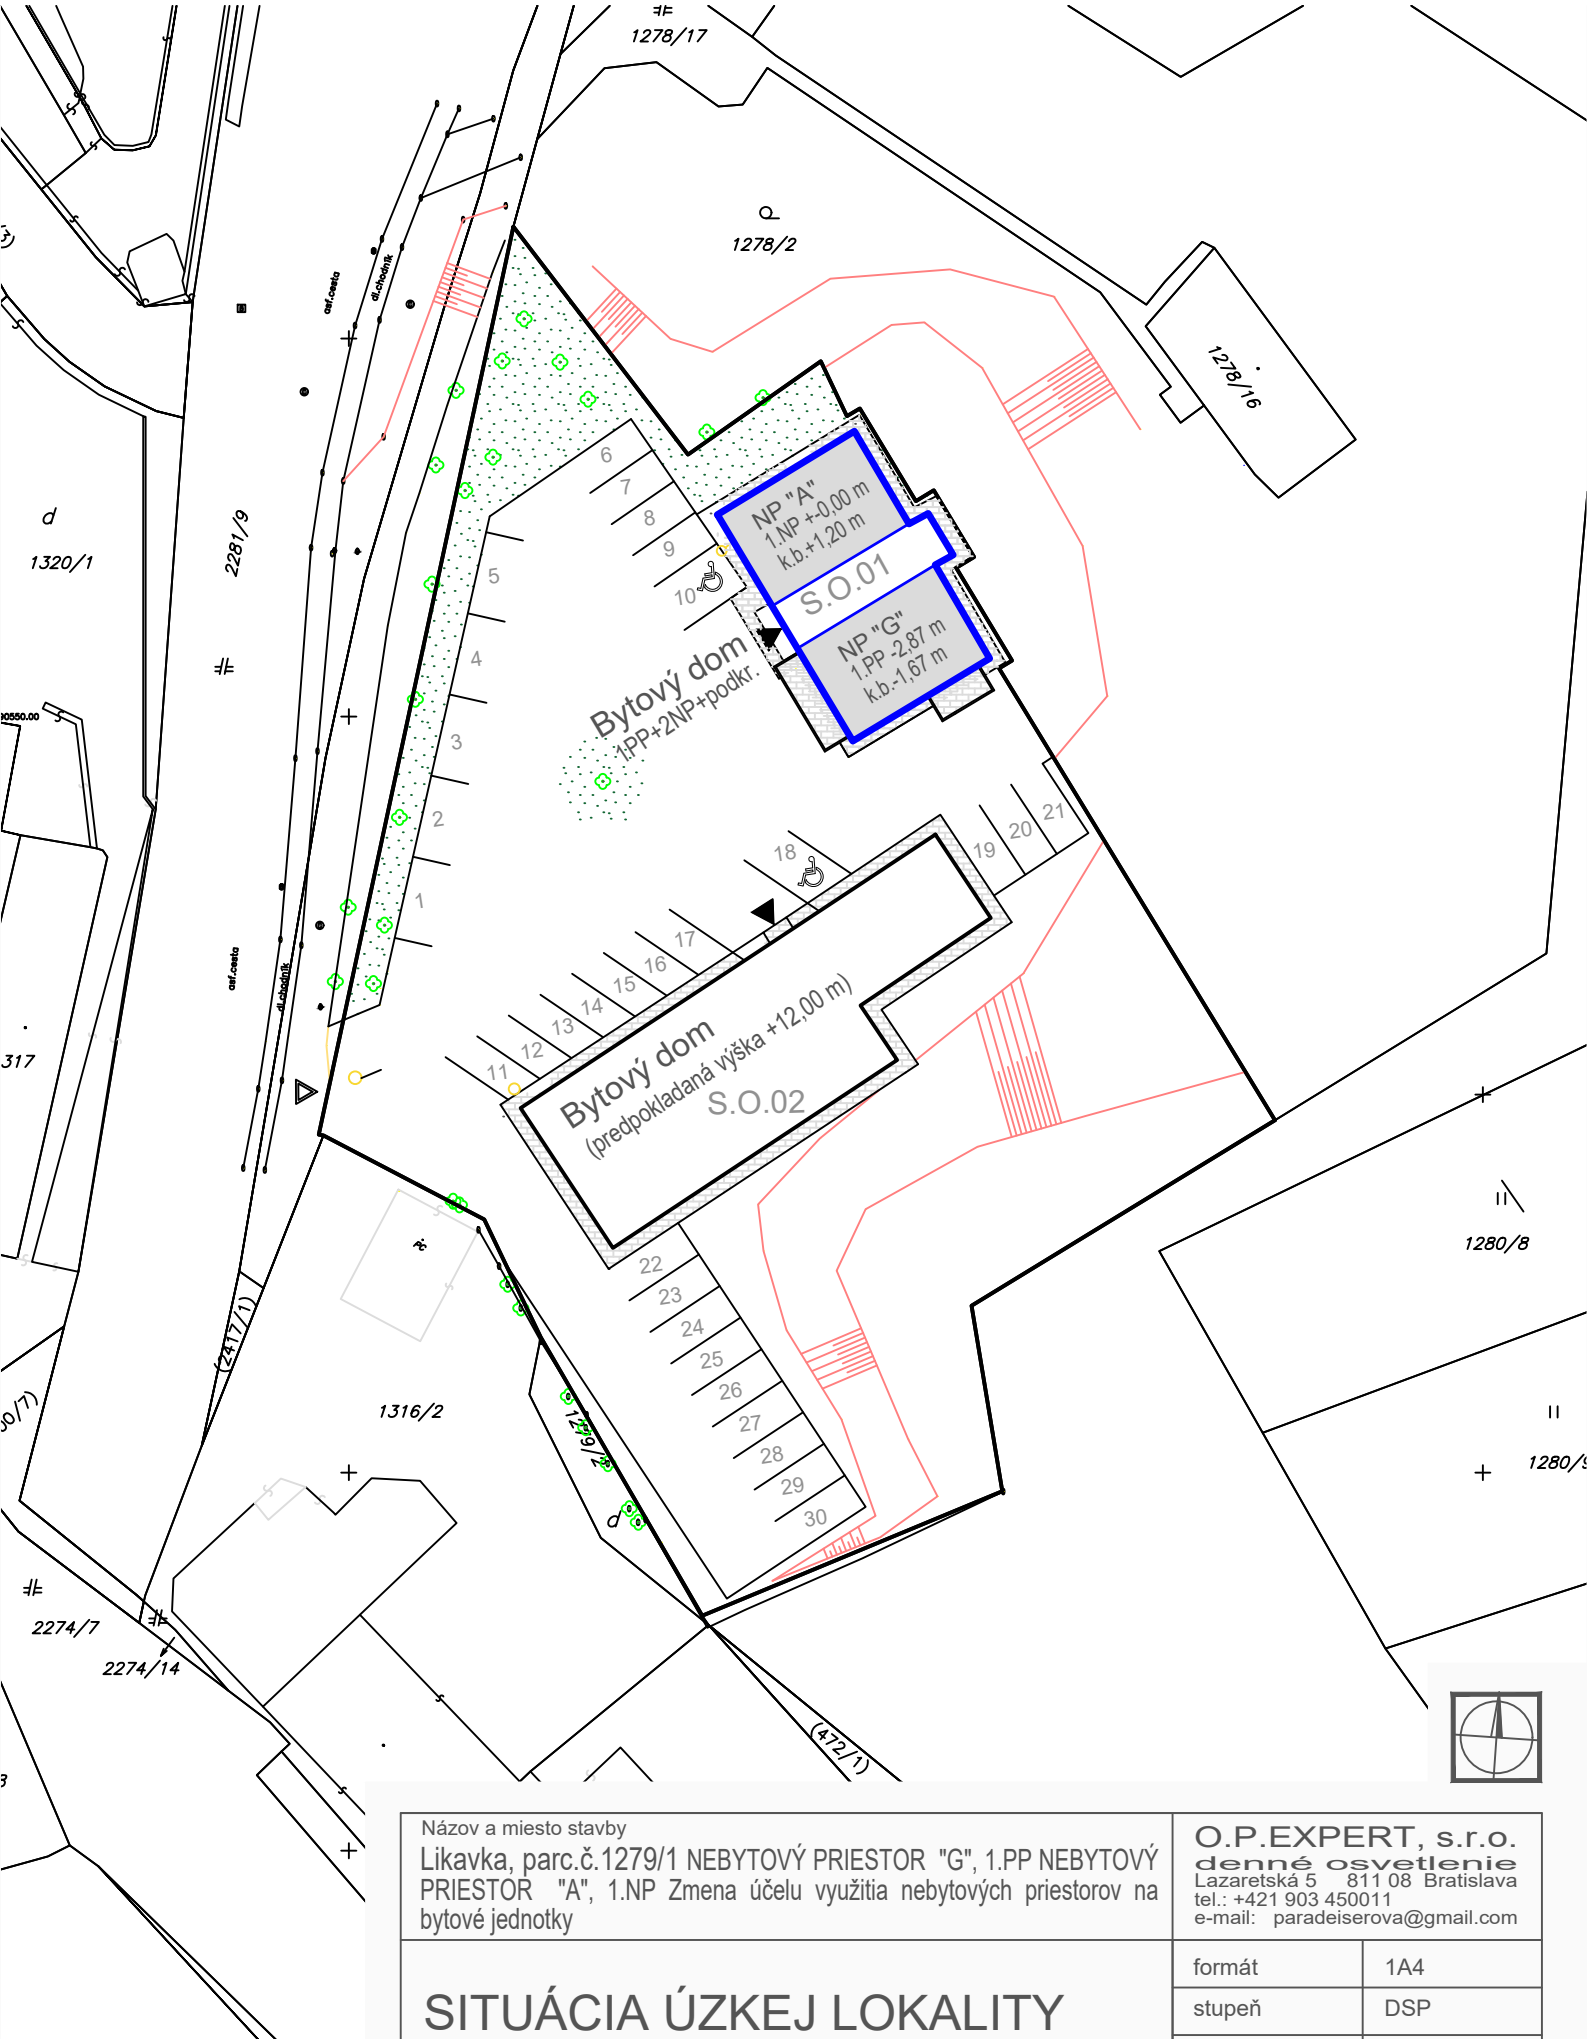 1278/17
1278/2
1278/16
asf.cesta
dl.chodník
d
1320/1
2281/9
6
7
8
9
10
5
4
3
2
1
NP "A"
1.NP +-0,00 m
k.b.+1,20 m
S.O.01
NP "G"
1.PP -2,87 m
k.b.-1,67 m
Bytový dom
1.PP+2NP+podkr.
21
20
19
18
17
16
15
14
13
12
11
asf.cesta
dl.chodník
317
Bytový dom
(predpokladaná výška +12,00 m)
S.O.02
22
23
24
25
26
27
28
29
30
1280/8
(2417/1)
1316/2
1279/2
d
1280/9
2274/7
2274/14
(472/1)
Názov a miesto stavby
Likavka, parc.č.1279/1 NEBYTOVÝ PRIESTOR "G", 1.PP NEBYTOVÝ
PRIESTOR "A", 1.NP Zmena účelu využitia nebytových priestorov na
bytové jednotky
O.P.EXPERT, s.r.o.
denné osvetlenie
Lazaretská 5 811 08 Bratislava
tel.: +421 903 450011
e-mail: paradeiserova@gmail.com
SITUÁCIA ÚZKEJ LOKALITY
formát 1A4
stupeň DSP